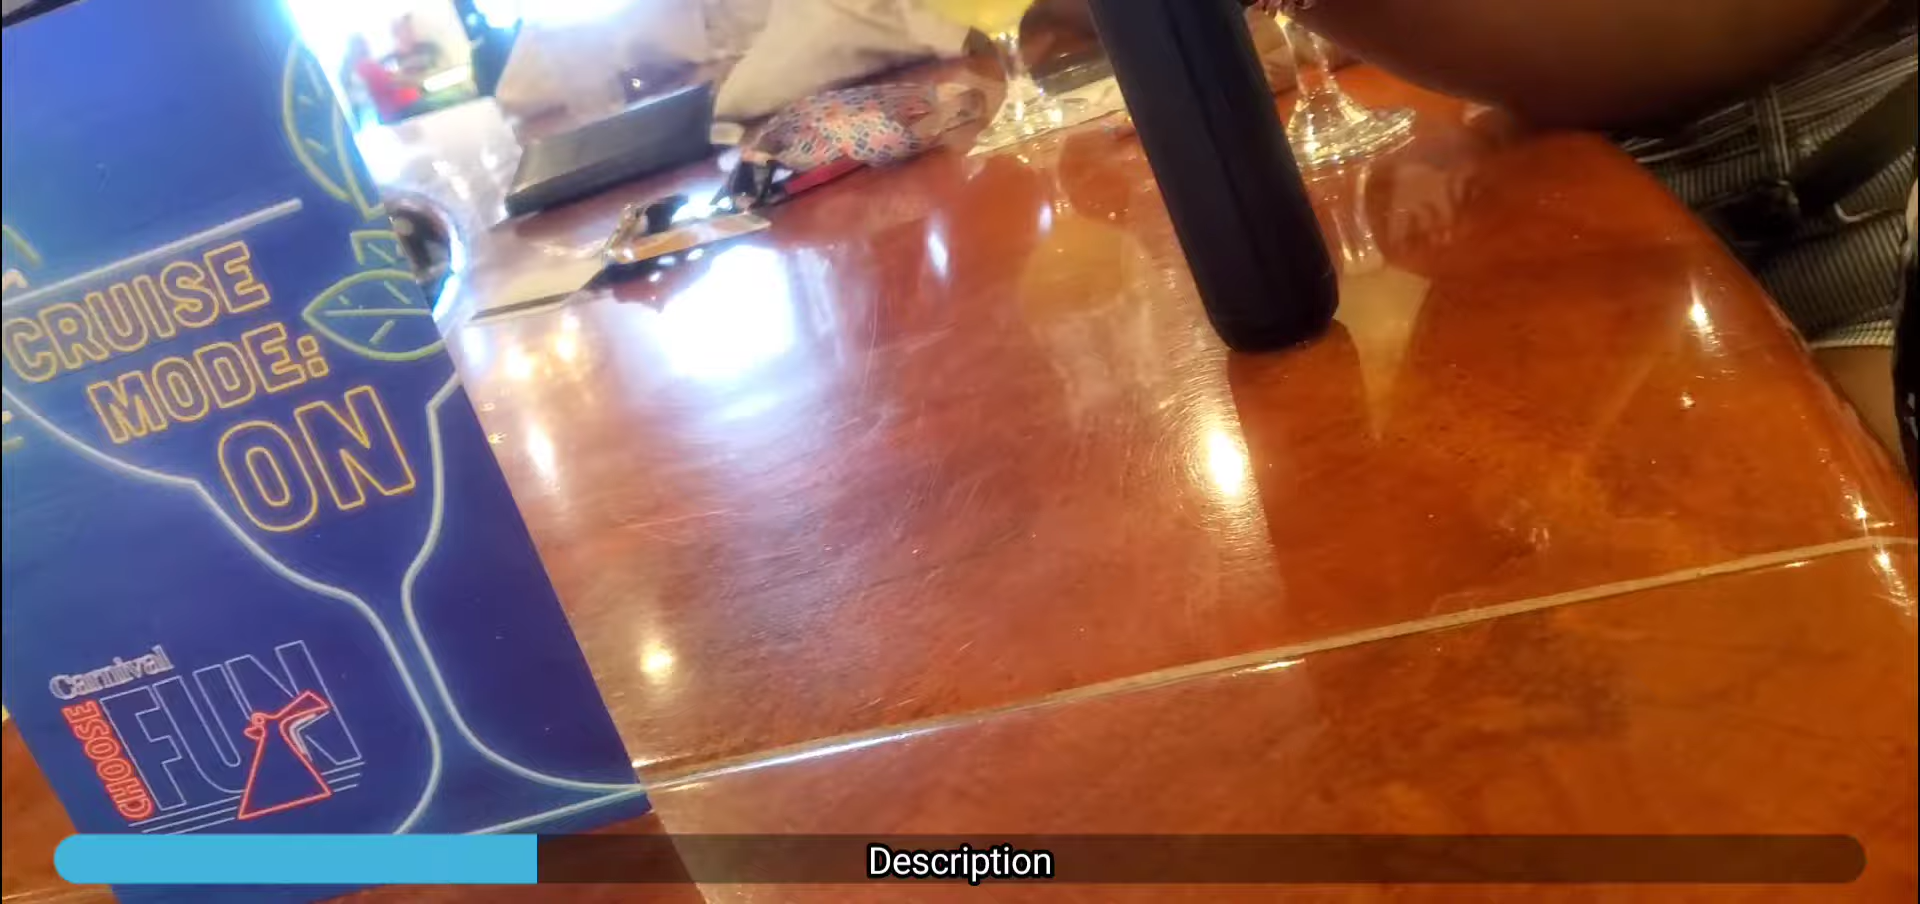 CRUISE
MODE:
ON
Carnival
CHOOSE
FUN
Description